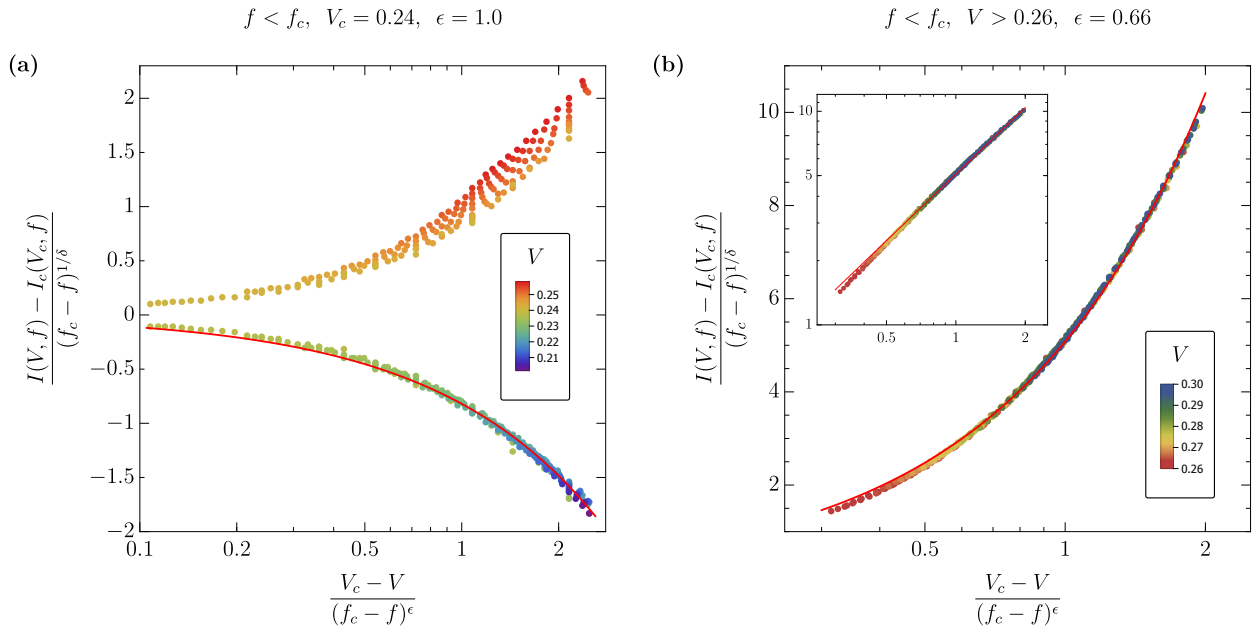 f < f_c, V_c = 0.24, ϵ = 1.0
f < f_c, V > 0.26, ϵ = 0.66
(a)
I(V, f) − I_c(V_c, f)
(f_c − f)^{1/δ}
2
1.5
1
0.5
0
−0.5
−1
−1.5
−2
0.1
0.2
0.5
1
2
V_c − V
(f_c − f)^ϵ
V
0.25
0.24
0.23
0.22
0.21
(b)
I(V, f) − I_c(V_c, f)
(f_c − f)^{1/δ}
10
8
6
4
2
0.5
1
2
V_c − V
(f_c − f)^ϵ
10
5
1
0.5
1
2
V
0.30
0.29
0.28
0.27
0.26